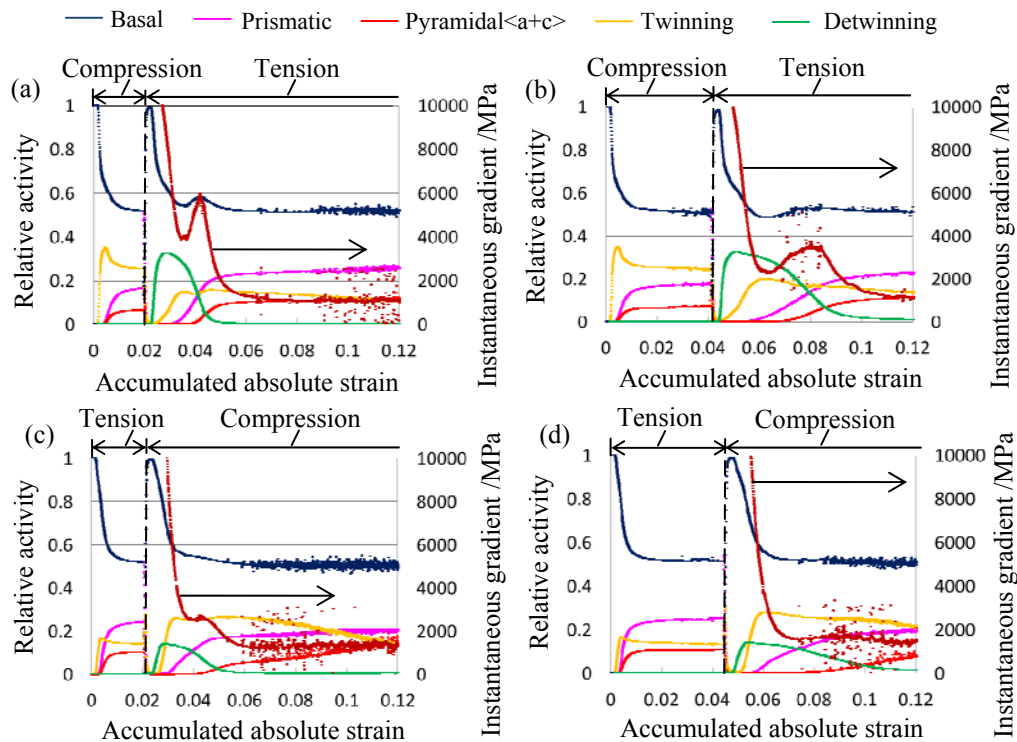 Basal Prismatic Pyramidal<a+c> Twinning Detwinning
(a) Compression Tension
(b) Compression Tension
1 0.8 0.6 0.4 0.2 0
Relative activity
10000 8000 6000 4000 2000 0
Instantaneous gradient /MPa
1 0.8 0.6 0.4 0.2 0
Relative activity
10000 8000 6000 4000 2000 0
Instantaneous gradient /MPa
0 0.02 0.04 0.06 0.08 0.1 0.12
Accumulated absolute strain
0 0.02 0.04 0.06 0.08 0.1 0.12
Accumulated absolute strain
(c) Tension Compression
(d) Tension Compression
1 0.8 0.6 0.4 0.2 0
Relative activity
10000 8000 6000 4000 2000 0
Instantaneous gradient /MPa
1 0.8 0.6 0.4 0.2 0
Relative activity
10000 8000 6000 4000 2000 0
Instantaneous gradient /MPa
0 0.02 0.04 0.06 0.08 0.1 0.12
Accumulated absolute strain
0 0.02 0.04 0.06 0.08 0.1 0.12
Accumulated absolute strain